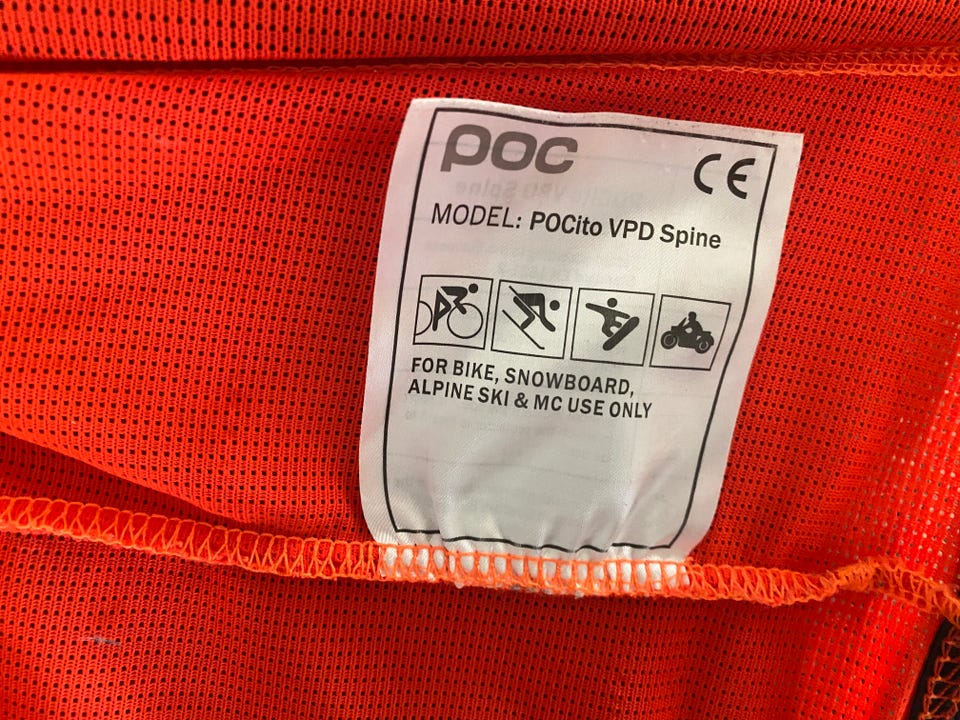 POC
CE
MODEL: POCito VPD Spine
FOR BIKE, SNOWBOARD,
ALPINE SKI & MC USE ONLY